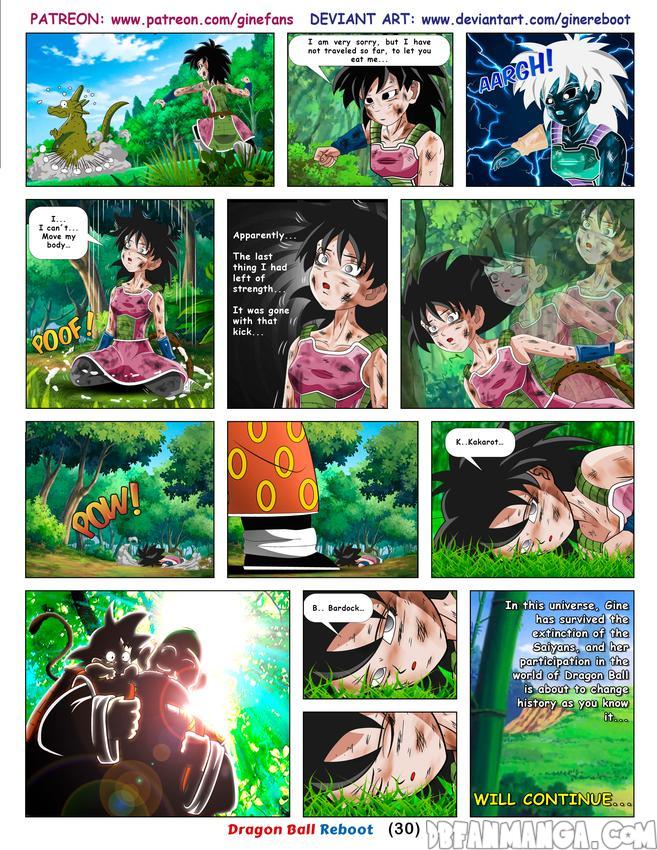 PATREON: www.patreon.com/ginefans DEVIANT ART: www.deviantart.com/ginereboot
I am very sorry, but I have
not traveled so far, to let you
eat me...
AARGH!
I...
I can't...
Move my
body...
POOF!
Apparently...
The last
thing I had
left of
strength...
It was gone
with that
kick...
POW!
K..Kakarot...
B.. Bardock...
In this universe, Gine
has survived the
extinction of the
Saiyans, and her
participation in the
world of Dragon Ball
is about to change
history as you know
it...
WILL CONTINUE...
Dragon Ball Reboot (30)
DBFANMANGA.COM